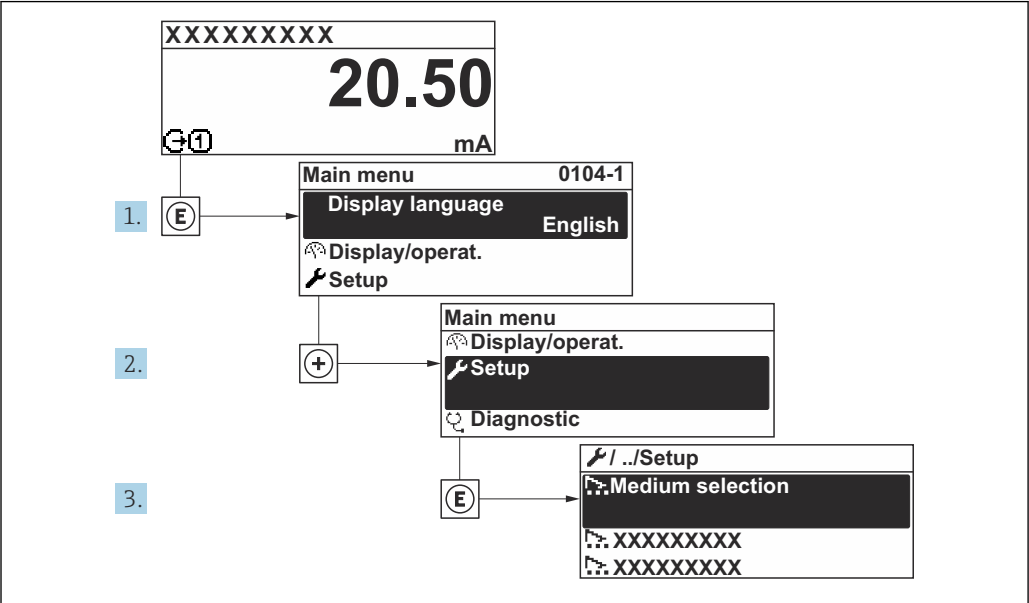 XXXXXXXXX
20.50
1 mA
Main menu 0104-1
1. E Display language
English
Display/operat.
Setup
Main menu
2. + Display/operat.
Setup
Diagnostic
/ ../Setup
3. E Medium selection
XXXXXXXXX
XXXXXXXXX